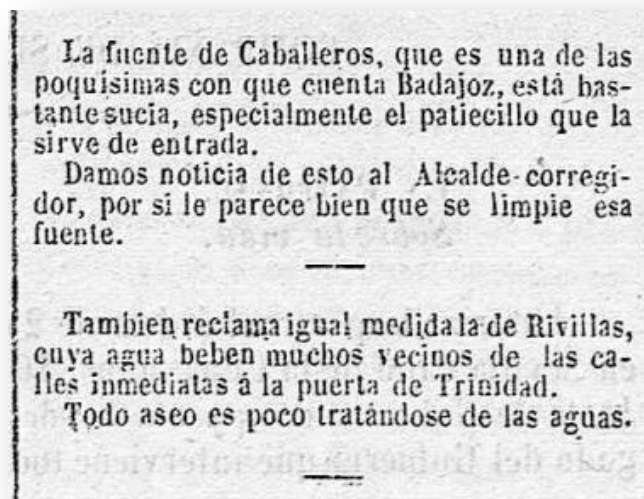 La fuente de Caballeros, que es una de las
poquísimas con que cuenta Badajoz, está bas-
tante sucia, especialmente el patiecillo que la
sirve de entrada.
Damos noticia de esto al Alcalde-corregi-
dor, por si le parece bien que se limpie esa
fuente.
Tambien reclama igual medida la de Rivillas,
cuya agua beben muchos vecinos de las ca-
lles inmediatas á la puerta de Trinidad.
Todo aseo es poco tratándose de las aguas.